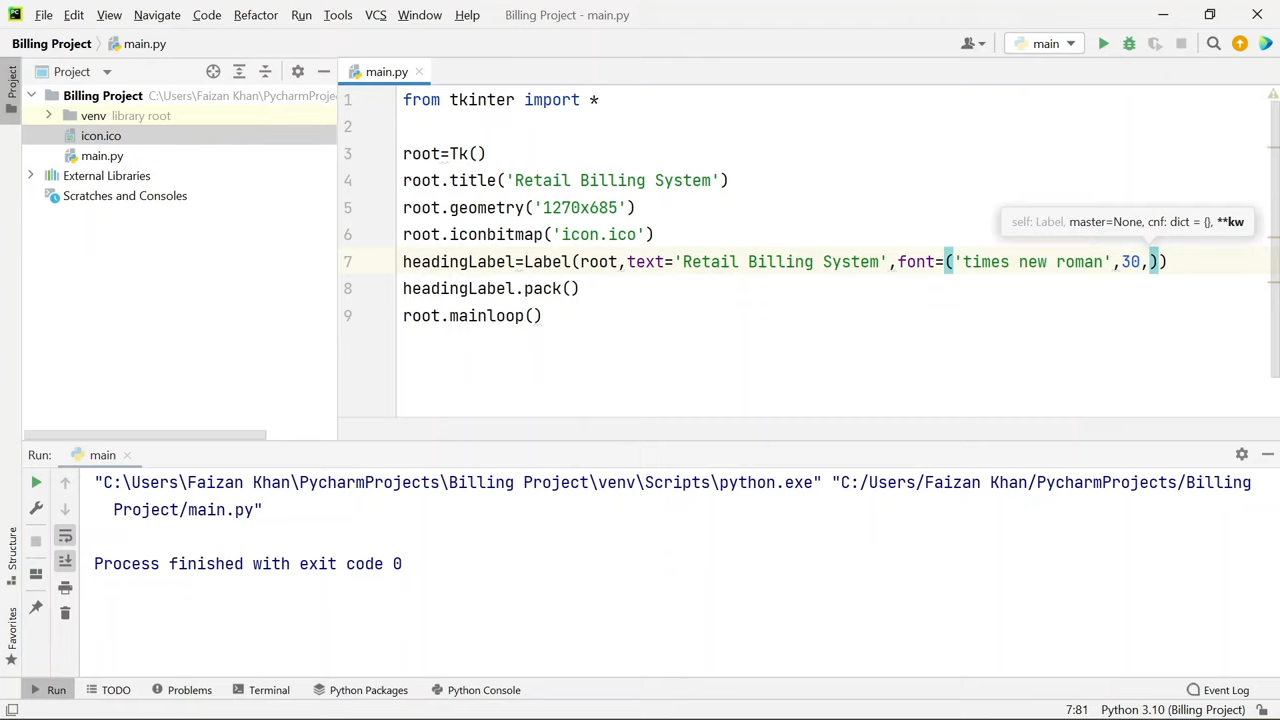 File Edit View Navigate Code Refactor Run Tools VCS Window Help Billing Project - main.py
Billing Project main.py main
Project main.py
Project
Billing Project C:\Users\Faizan Khan\PycharmProje
venv library root
icon.ico
main.py
External Libraries
Scratches and Consoles
1 from tkinter import *
2
3 root=Tk()
4 root.title('Retail Billing System')
5 root.geometry('1270x685')
self: Label, master=None, cnf: dict = {}, **kw
6 root.iconbitmap('icon.ico')
7 headingLabel=Label(root,text='Retail Billing System',font=('times new roman',30,))
8 headingLabel.pack()
9 root.mainloop()
Run: main
"C:\Users\Faizan Khan\PycharmProjects\Billing Project\venv\Scripts\python.exe" "C:/Users/Faizan Khan/PycharmProjects/Billing
Project/main.py"
Process finished with exit code 0
Structure
Favorites
Run TODO Problems Terminal Python Packages Python Console Event Log
7:81 Python 3.10 (Billing Project)